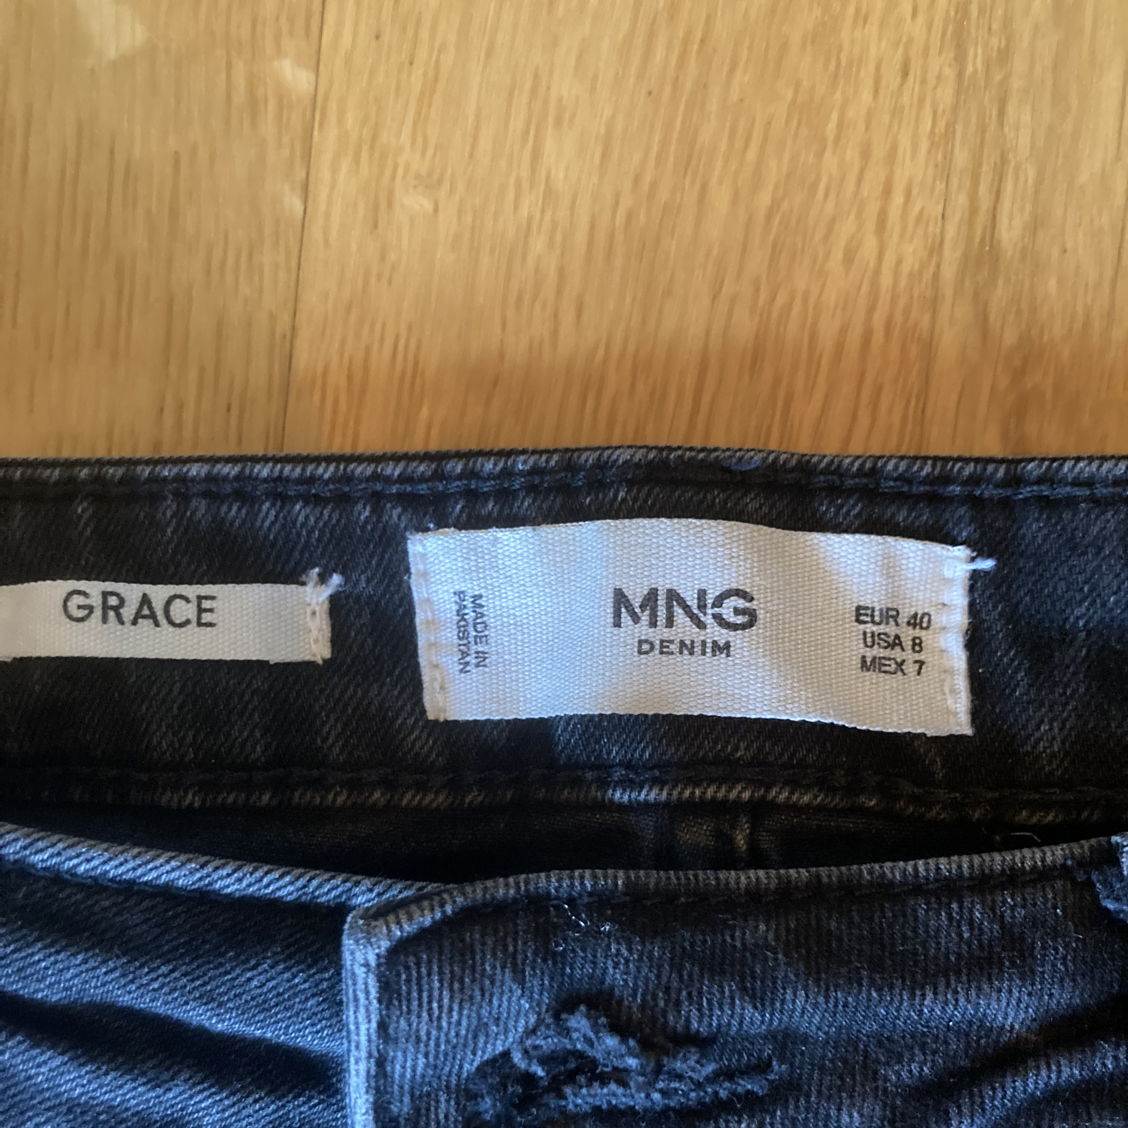 GRACE
MADE IN
PAKISTAN
MNG
DENIM
EUR 40
USA 8
MEX 7